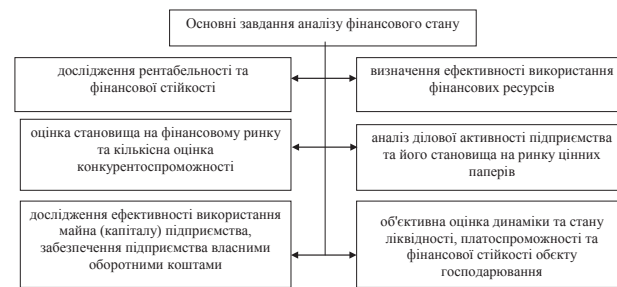 Основні завдання аналізу фінансового стану
дослідження рентабельності та
фінансової стійкості
визначення ефективності використання
фінансових ресурсів
оцінка становища на фінансовому ринку
та кількісна оцінка
конкурентоспроможності
аналіз ділової активності підприємства
та його становища на ринку цінних
паперів
дослідження ефективності використання
майна (капіталу) підприємства,
забезпечення підприємства власними
оборотними коштами
об'єктивна оцінка динаміки та стану
ліквідності, платоспроможності та
фінансової стійкості обєкту
господарювання